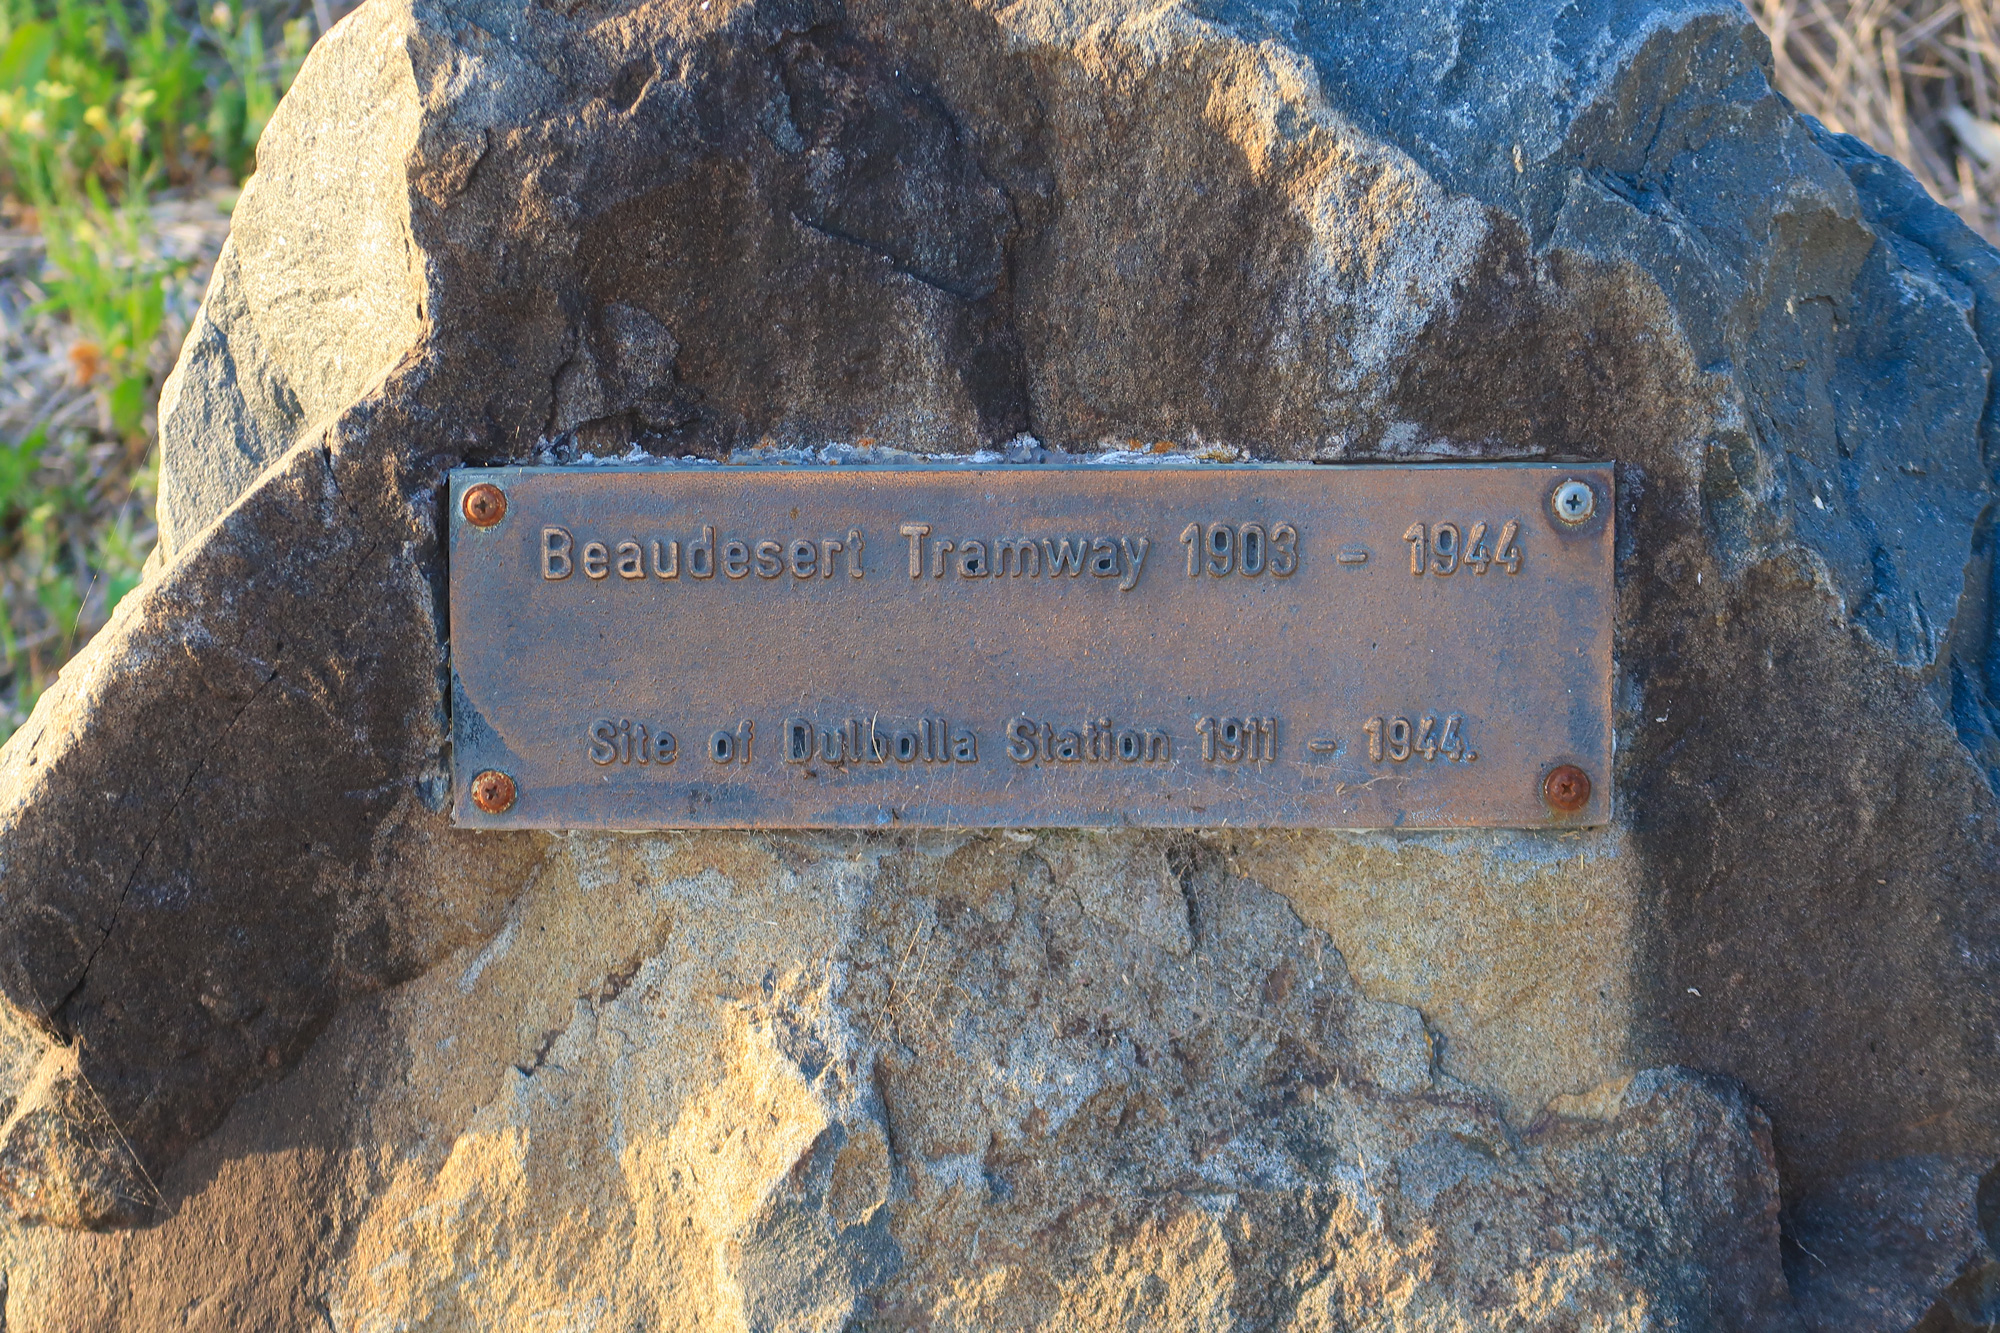 Beaudesert Tramway 1903 - 1944
Site of Dulbolla Station 1911 - 1944.